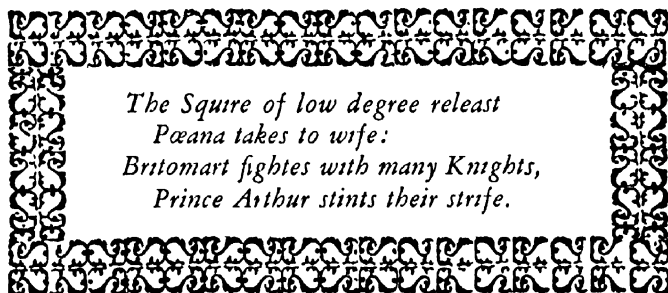 The Squire of low degree releast
Pœana takes to wife:
Britomart fightes with many Knights,
Prince Arthur stints their strife.